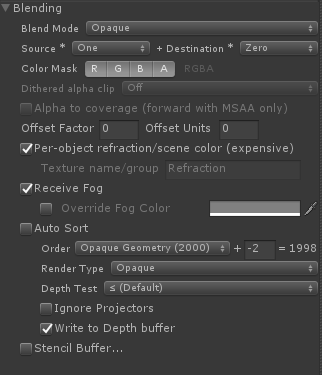 Blending
Blend Mode Opaque
Source * One + Destination * Zero
Color Mask R G B A RGBA
Dithered alpha clip Off
Alpha to coverage (forward with MSAA only)
Offset Factor 0 Offset Units 0
Per-object refraction/scene color (expensive)
Texture name/group Refraction
Receive Fog
Override Fog Color
Auto Sort
Order Opaque Geometry (2000) + -2 = 1998
Render Type Opaque
Depth Test ≤ (Default)
Ignore Projectors
Write to Depth buffer
Stencil Buffer...